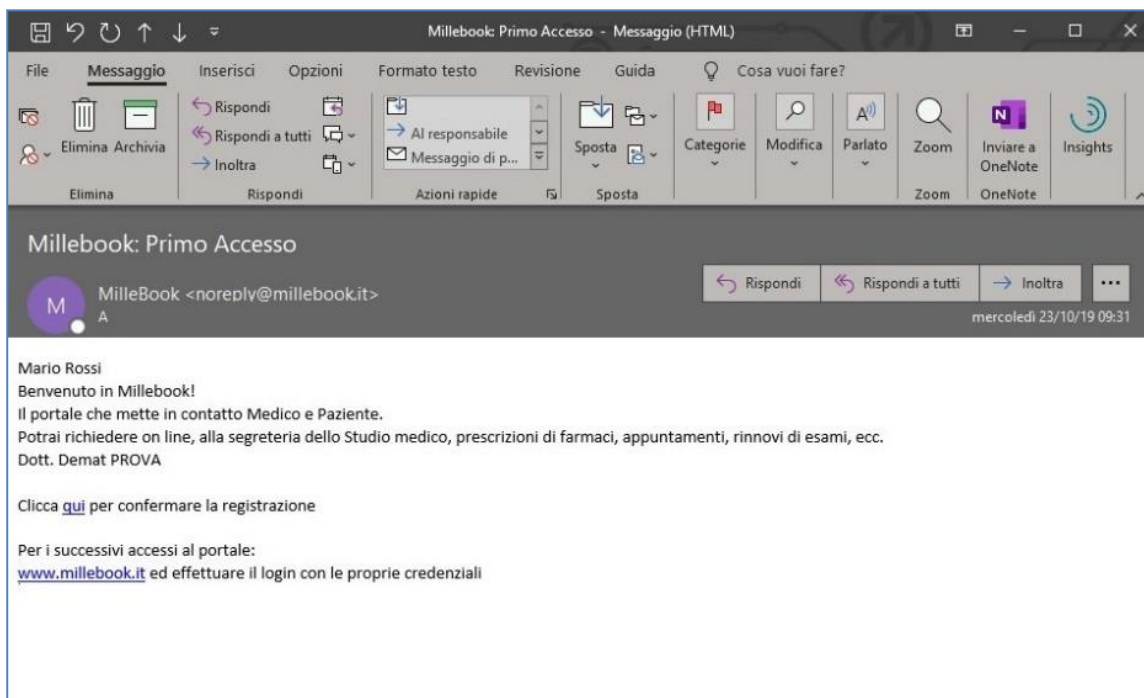 Millebook: Primo Accesso - Messaggio (HTML)
File Messaggio Inserisci Opzioni Formato testo Revisione Guida Cosa vuoi fare?
Elimina Archivia
Elimina
Rispondi
Rispondi a tutti
Inoltra
Rispondi
Al responsabile
Messaggio di p...
Azioni rapide
Sposta
Sposta
Categorie
Modifica
Parlato
Zoom
Zoom
Inviare a
OneNote
OneNote
Insights
Millebook: Primo Accesso
M
MilleBook <noreply@millebook.it>
A
Rispondi Rispondi a tutti Inoltra ...
mercoledì 23/10/19 09:31
Mario Rossi
Benvenuto in Millebook!
Il portale che mette in contatto Medico e Paziente.
Potrai richiedere on line, alla segreteria dello Studio medico, prescrizioni di farmaci, appuntamenti, rinnovi di esami, ecc.
Dott. Demat PROVA
Clicca qui per confermare la registrazione
Per i successivi accessi al portale:
www.millebook.it ed effettuare il login con le proprie credenziali